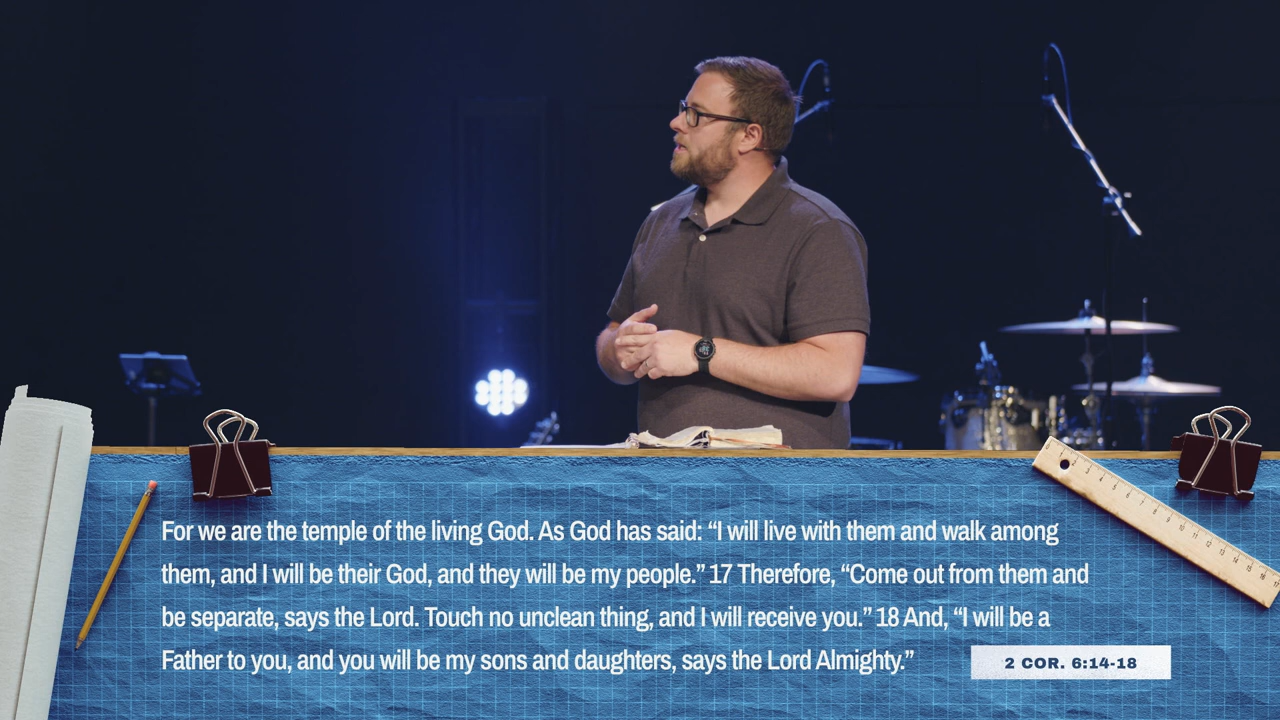 For we are the temple of the living God. As God has said: “I will live with them and walk among
them, and I will be their God, and they will be my people.” 17 Therefore, “Come out from them and
be separate, says the Lord. Touch no unclean thing, and I will receive you.” 18 And, “I will be a
Father to you, and you will be my sons and daughters, says the Lord Almighty.”
2 COR. 6:14-18